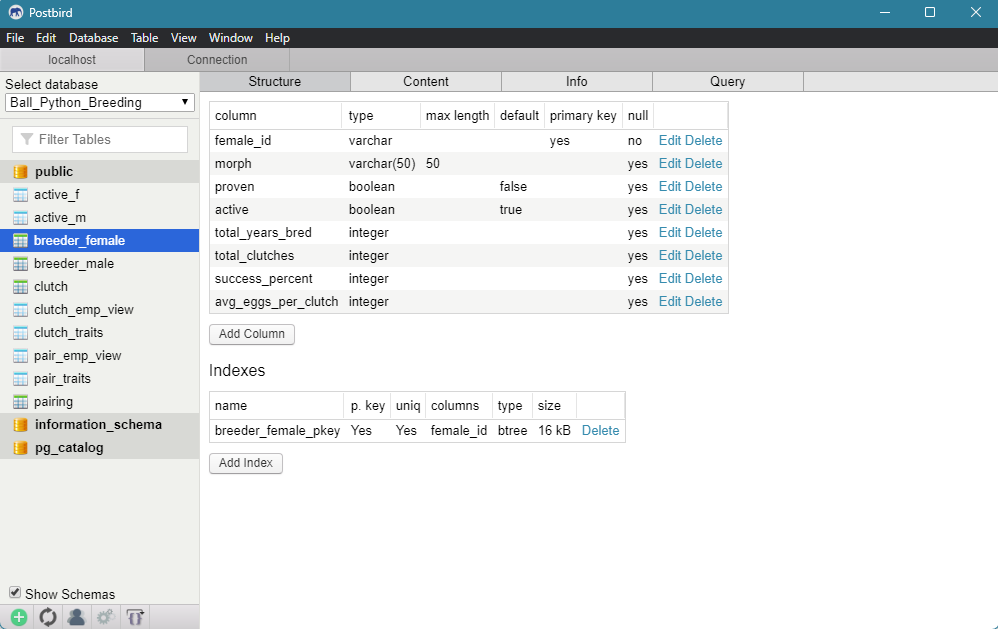 Postbird
File Edit Database Table View Window Help
localhost Connection
Select database
Ball_Python_Breeding
Filter Tables
public
active_f
active_m
breeder_female
breeder_male
clutch
clutch_emp_view
clutch_traits
pair_emp_view
pair_traits
pairing
information_schema
pg_catalog
Show Schemas
Structure Content Info Query
column type max length default primary key null
female_id varchar yes no Edit Delete
morph varchar(50) 50 yes Edit Delete
proven boolean false yes Edit Delete
active boolean true yes Edit Delete
total_years_bred integer yes Edit Delete
total_clutches integer yes Edit Delete
success_percent integer yes Edit Delete
avg_eggs_per_clutch integer yes Edit Delete
Add Column
Indexes
name p. key uniq columns type size
breeder_female_pkey Yes Yes female_id btree 16 kB Delete
Add Index